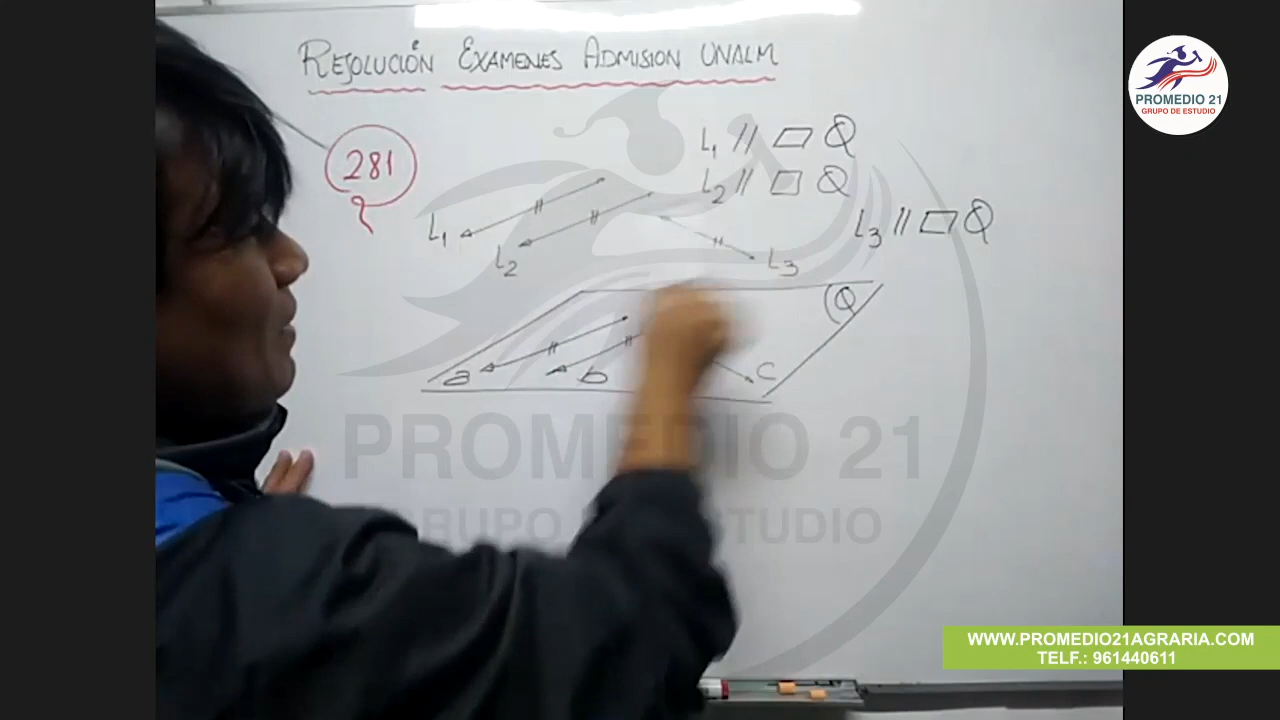 RESOLUCIÓN EXAMENES ADMISION UNALM
PROMEDIO 21
GRUPO DE ESTUDIO
281
L1 // ▱ Q
L2 // ▱ Q
L3 // ▱ Q
L1
L2
L3
Q
a
b
c
PROMEDIO 21
GRUPO DE ESTUDIO
WWW.PROMEDIO21AGRARIA.COM
TELF.: 961440611